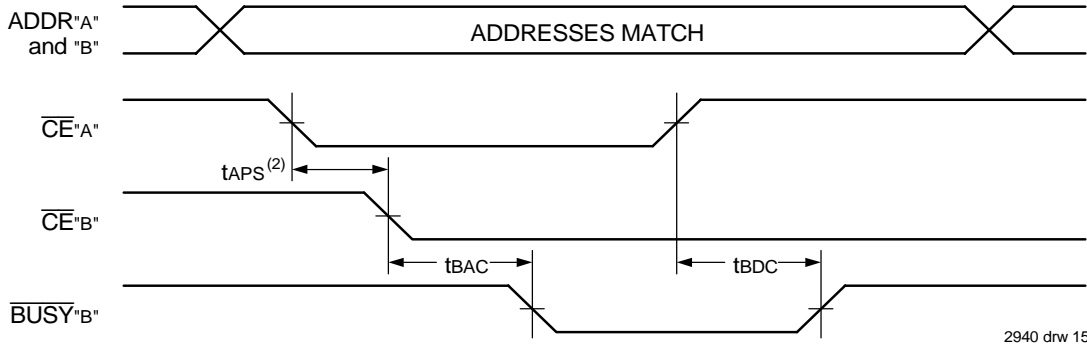 ADDR"A"
and "B"
ADDRESSES MATCH
CE"A"
tAPS(2)
CE"B"
tBAC
tBDC
BUSY"B"
2940 drw 15